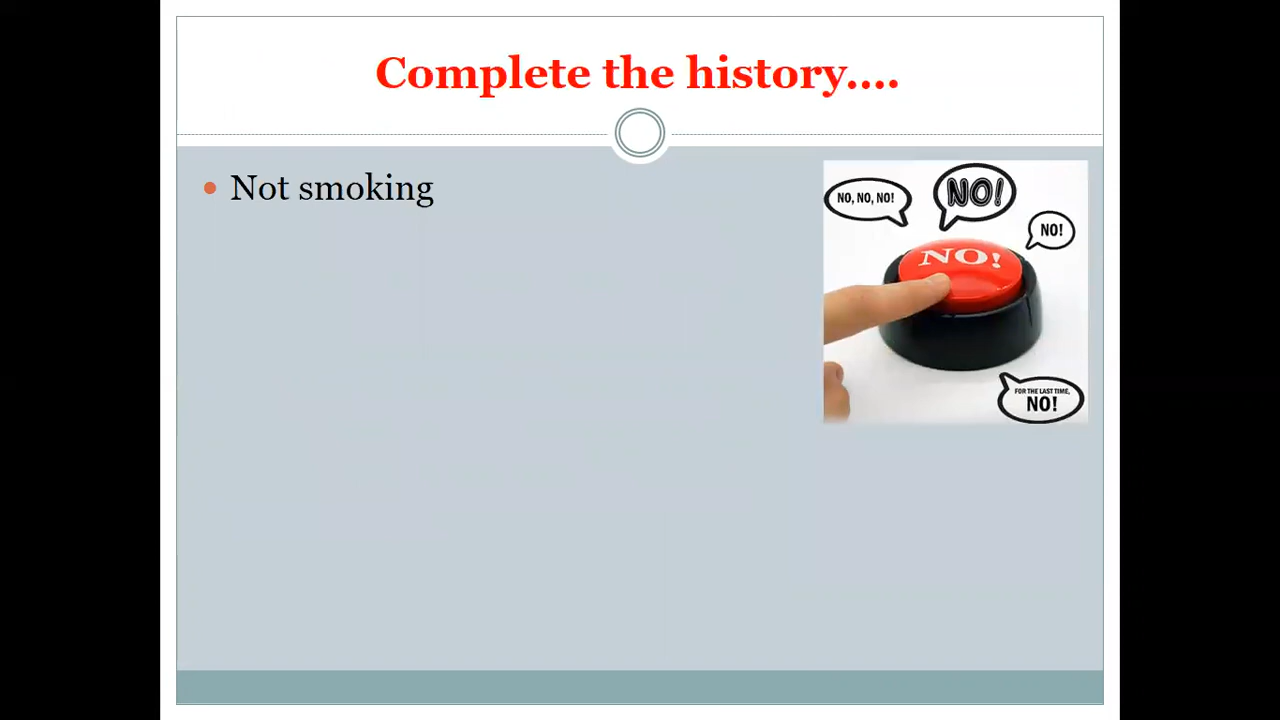 Complete the history....
• Not smoking
NO, NO, NO!
NO!
NO!
NO!
FOR THE LAST TIME,
NO!